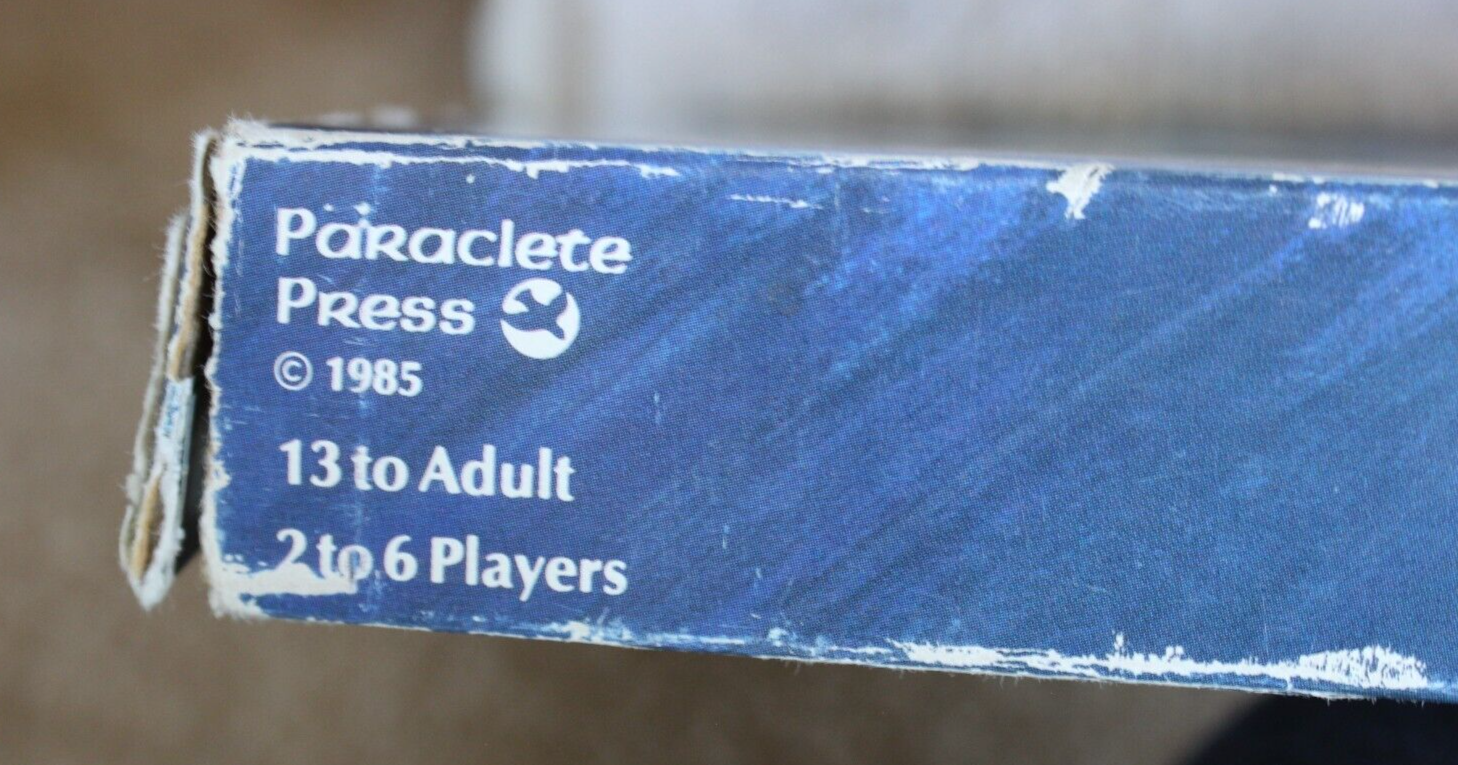 Paraclete
Press
© 1985
13 to Adult
2 to 6 Players